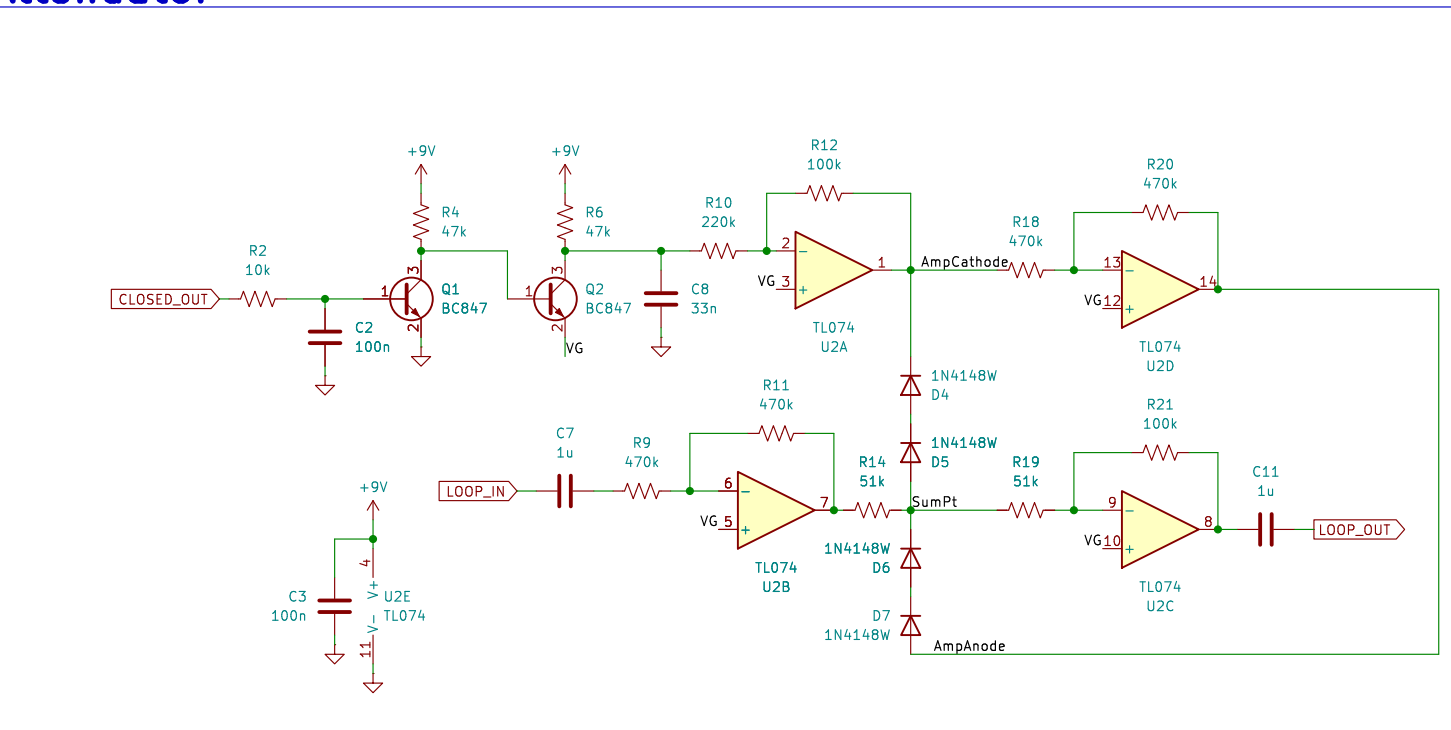 +9V
R4
47k
+9V
R6
47k
R12
100k
R20
470k
R10
220k
R18
470k
R2
10k
CLOSED_OUT
C2
100n
1
3
2
Q1
BC847
1
3
2
Q2
BC847
VG
C8
33n
2
VG 3
1
−
+
TL074
U2A
AmpCathode
13
VG 12
14
−
+
TL074
U2D
1N4148W
D4
1N4148W
D5
R11
470k
C7
1u
R9
470k
LOOP_IN
6
VG 5
7
−
+
TL074
U2B
R14
51k
SumPt
R19
51k
R21
100k
9
VG 10
8
−
+
TL074
U2C
C11
1u
LOOP_OUT
1N4148W
D6
D7
1N4148W
AmpAnode
+9V
C3
100n
4
V+
U2E
TL074
V-
11